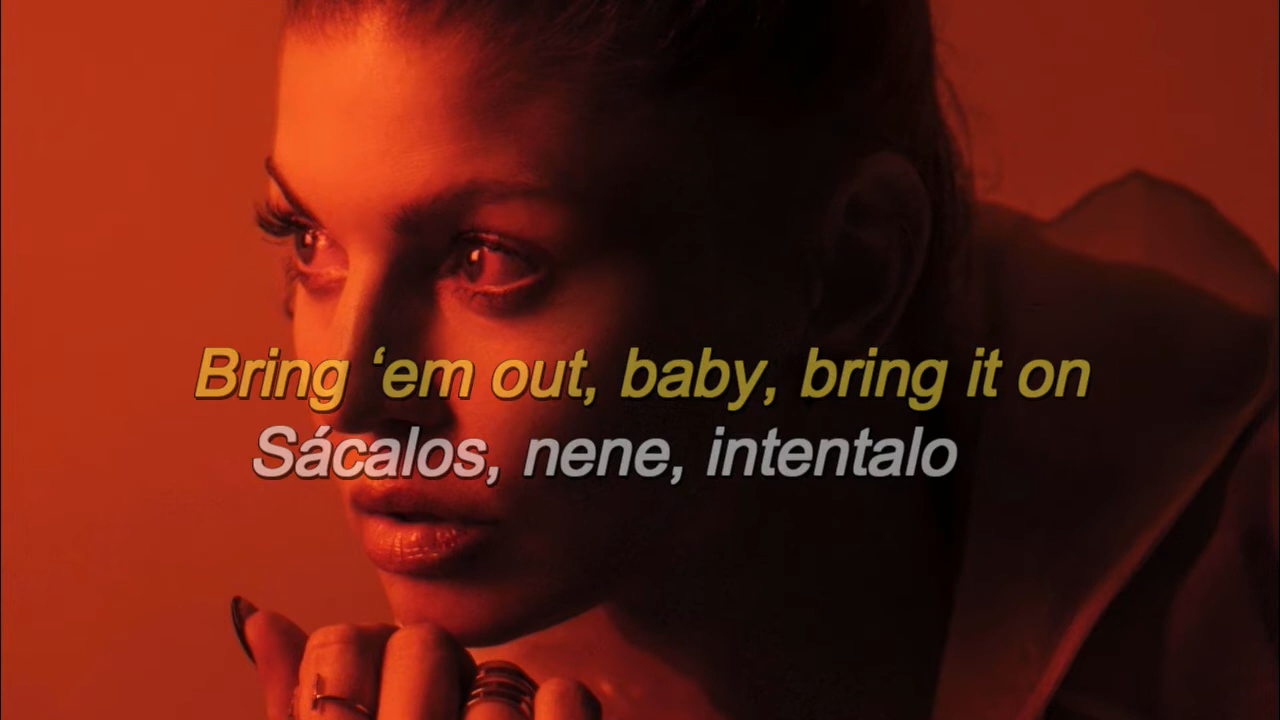 Bring ‘em out, baby, bring it on
Sácalos, nene, intentalo